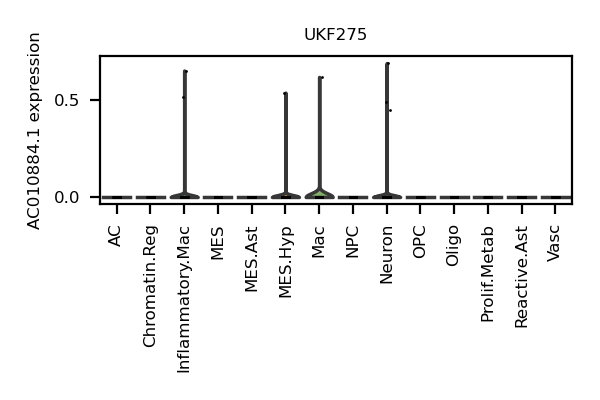 UKF275
AC010884.1 expression
0.5
0.0
AC
Chromatin.Reg
Inflammatory.Mac
MES
MES.Ast
MES.Hyp
Mac
NPC
Neuron
OPC
Oligo
Prolif.Metab
Reactive.Ast
Vasc